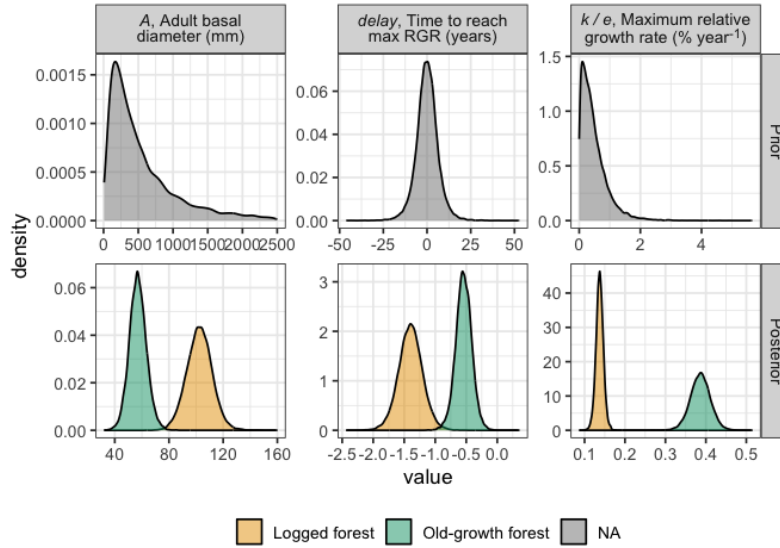 A, Adult basal
diameter (mm)
delay, Time to reach
max RGR (years)
k / e, Maximum relative
growth rate (% year⁻¹)
0.0015
0.0010
0.0005
0.0000
0 500 1000 1500 2000 2500
0.06
0.04
0.02
0.00
-50 -25 0 25 50
1.5
1.0
0.5
0.0
0 2 4
Prior
density
0.06
0.04
0.02
0.00
40 80 120 160
3
2
1
0
-2.5 -2.0 -1.5 -1.0 -0.5 0.0
40
30
20
10
0
0.1 0.2 0.3 0.4 0.5
Posterior
value
Logged forest Old-growth forest NA